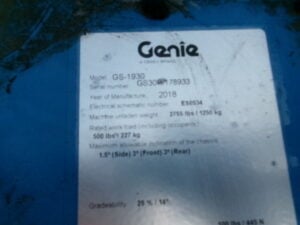 Genie
A TEREX BRAND
Model: GS-1930
Serial number:
Year of Manufacture: 2018
Electrical schematic number: ES0534
Machine unladen weight: 2755 lbs / 1250 kg
Rated work load (including occupants):
500 lbs / 227 kg
Maximum allowable inclination of the chassis:
1.5° (Side) 3° (Front) 3° (Rear)
Gradeability: 25 % / 14°